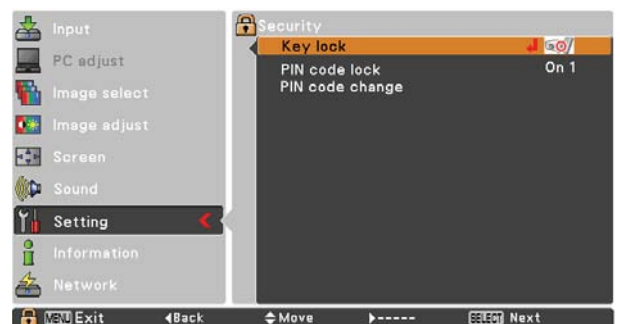 Input
PC adjust
Image select
Image adjust
Screen
Sound
Setting
Information
Network
Security
Key lock
PIN code lock On 1
PIN code change
MENU Exit Back Move ----- SELECT Next